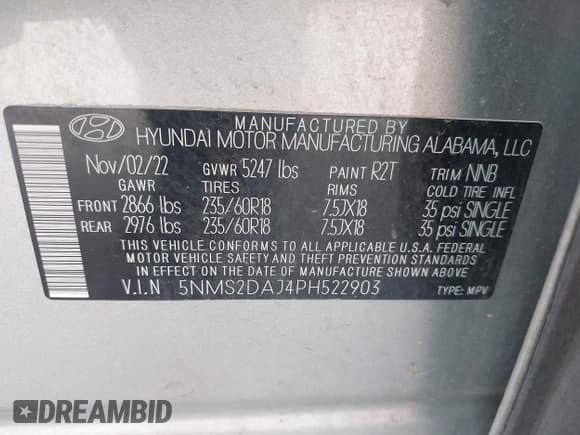 MANUFACTURED BY
HYUNDAI MOTOR MANUFACTURING ALABAMA, LLC
Nov/02/22 GVWR 5247 lbs PAINT R2T TRIM NNB
GAWR TIRES RIMS COLD TIRE INFL
FRONT 2866 lbs 235/60R18 7.5JX18 35 psi SINGLE
REAR 2976 lbs 235/60R18 7.5JX18 35 psi SINGLE
THIS VEHICLE CONFORMS TO ALL APPLICABLE U.S.A. FEDERAL
MOTOR VEHICLE SAFETY AND THEFT PREVENTION STANDARDS
IN EFFECT ON THE DATE OF MANUFACTURE SHOWN ABOVE.
V.I.N 5NMS2DAJ4PH522903 TYPE: MPV
DREAMBID